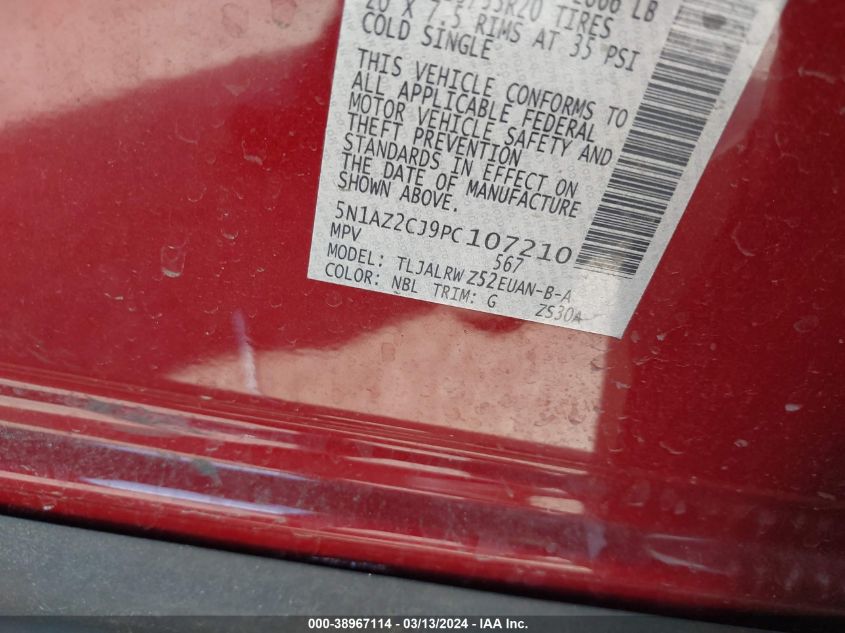 LB
20 X 7.5 RIMS AT 35 PSI
COLD SINGLE
THIS VEHICLE CONFORMS TO
ALL APPLICABLE FEDERAL
MOTOR VEHICLE SAFETY AND
THEFT PREVENTION
STANDARDS IN EFFECT ON
THE DATE OF MANUFACTURE
SHOWN ABOVE.
5N1AZ2CJ9PC107210
MPV 567
MODEL: TLJALRWZ52EUAN-B-A
COLOR: NBL TRIM: G ZS30A
000-38967114 - 03/13/2024 - IAA Inc.